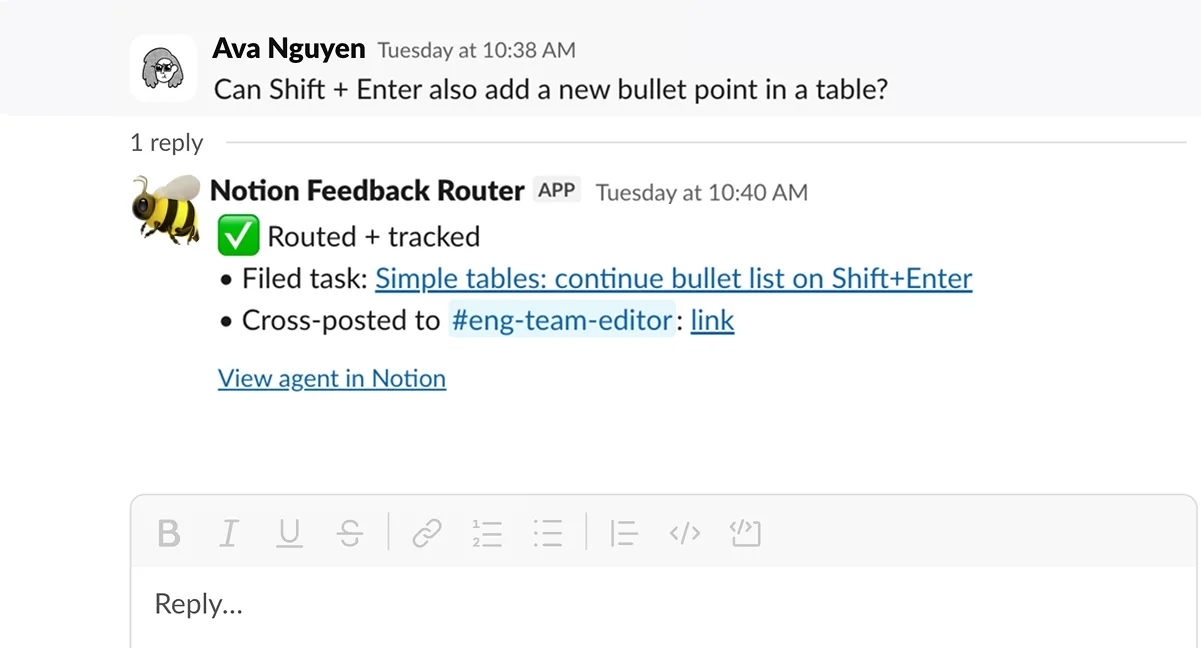 Ava Nguyen Tuesday at 10:38 AM
Can Shift + Enter also add a new bullet point in a table?
1 reply
Notion Feedback Router APP Tuesday at 10:40 AM
✅ Routed + tracked
• Filed task: Simple tables: continue bullet list on Shift+Enter
• Cross-posted to #eng-team-editor: link
View agent in Notion
B I U S 1 2 </> </>
Reply...